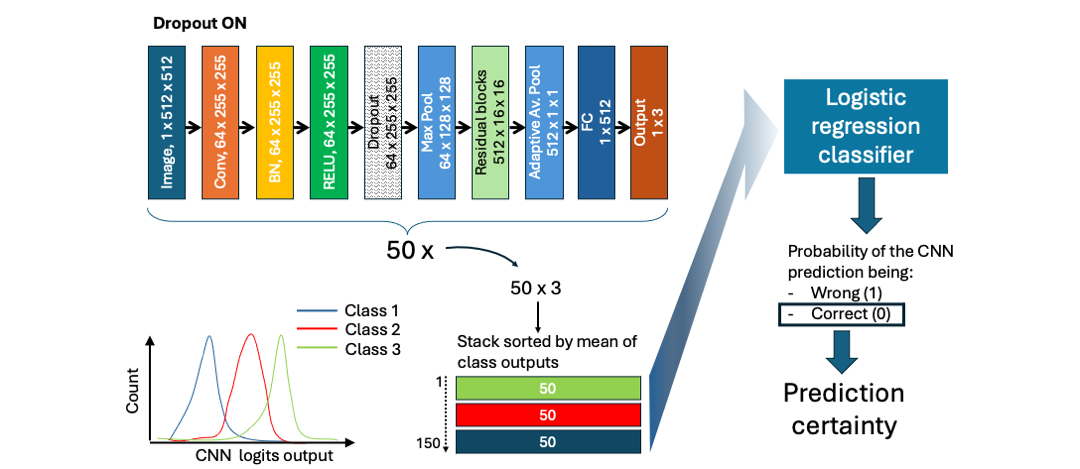 Dropout ON
Image, 1 x 512 x 512
Conv, 64 x 255 x 255
BN, 64 x 255 x 255
RELU, 64 x 255 x 255
Dropout
64 x 255 x 255
Max Pool
64 x 128 x 128
Residual blocks
512 x 16 x 16
Adaptive Av. Pool
512 x 1 x 1
FC
1 x 512
Output
1 x 3
50 x
50 x 3
Stack sorted by mean of
class outputs
1
50
50
150
50
Class 1
Class 2
Class 3
Count
CNN logits output
Logistic
regression
classifier
Probability of the CNN
prediction being:
- Wrong (1)
- Correct (0)
Prediction
certainty